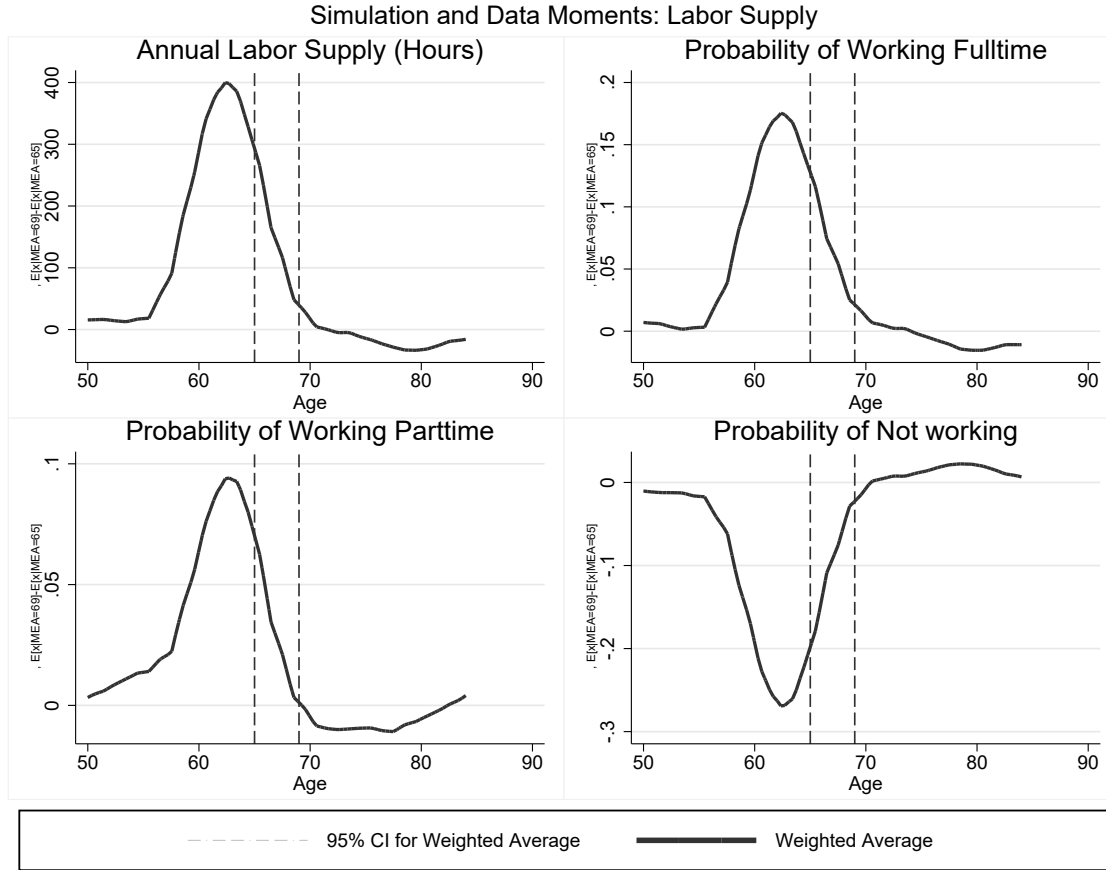 Simulation and Data Moments: Labor Supply
Annual Labor Supply (Hours)
, E[x|MEA=69]-E[x|MEA=65]
400
300
200
100
0
50 60 70 80 90
Age
Probability of Working Fulltime
, E[x|MEA=69]-E[x|MEA=65]
.2
.15
.1
.05
0
50 60 70 80 90
Age
Probability of Working Parttime
, E[x|MEA=69]-E[x|MEA=65]
.1
.05
0
50 60 70 80 90
Age
Probability of Not working
, E[x|MEA=69]-E[x|MEA=65]
0
-.1
-.2
-.3
50 60 70 80 90
Age
95% CI for Weighted Average Weighted Average